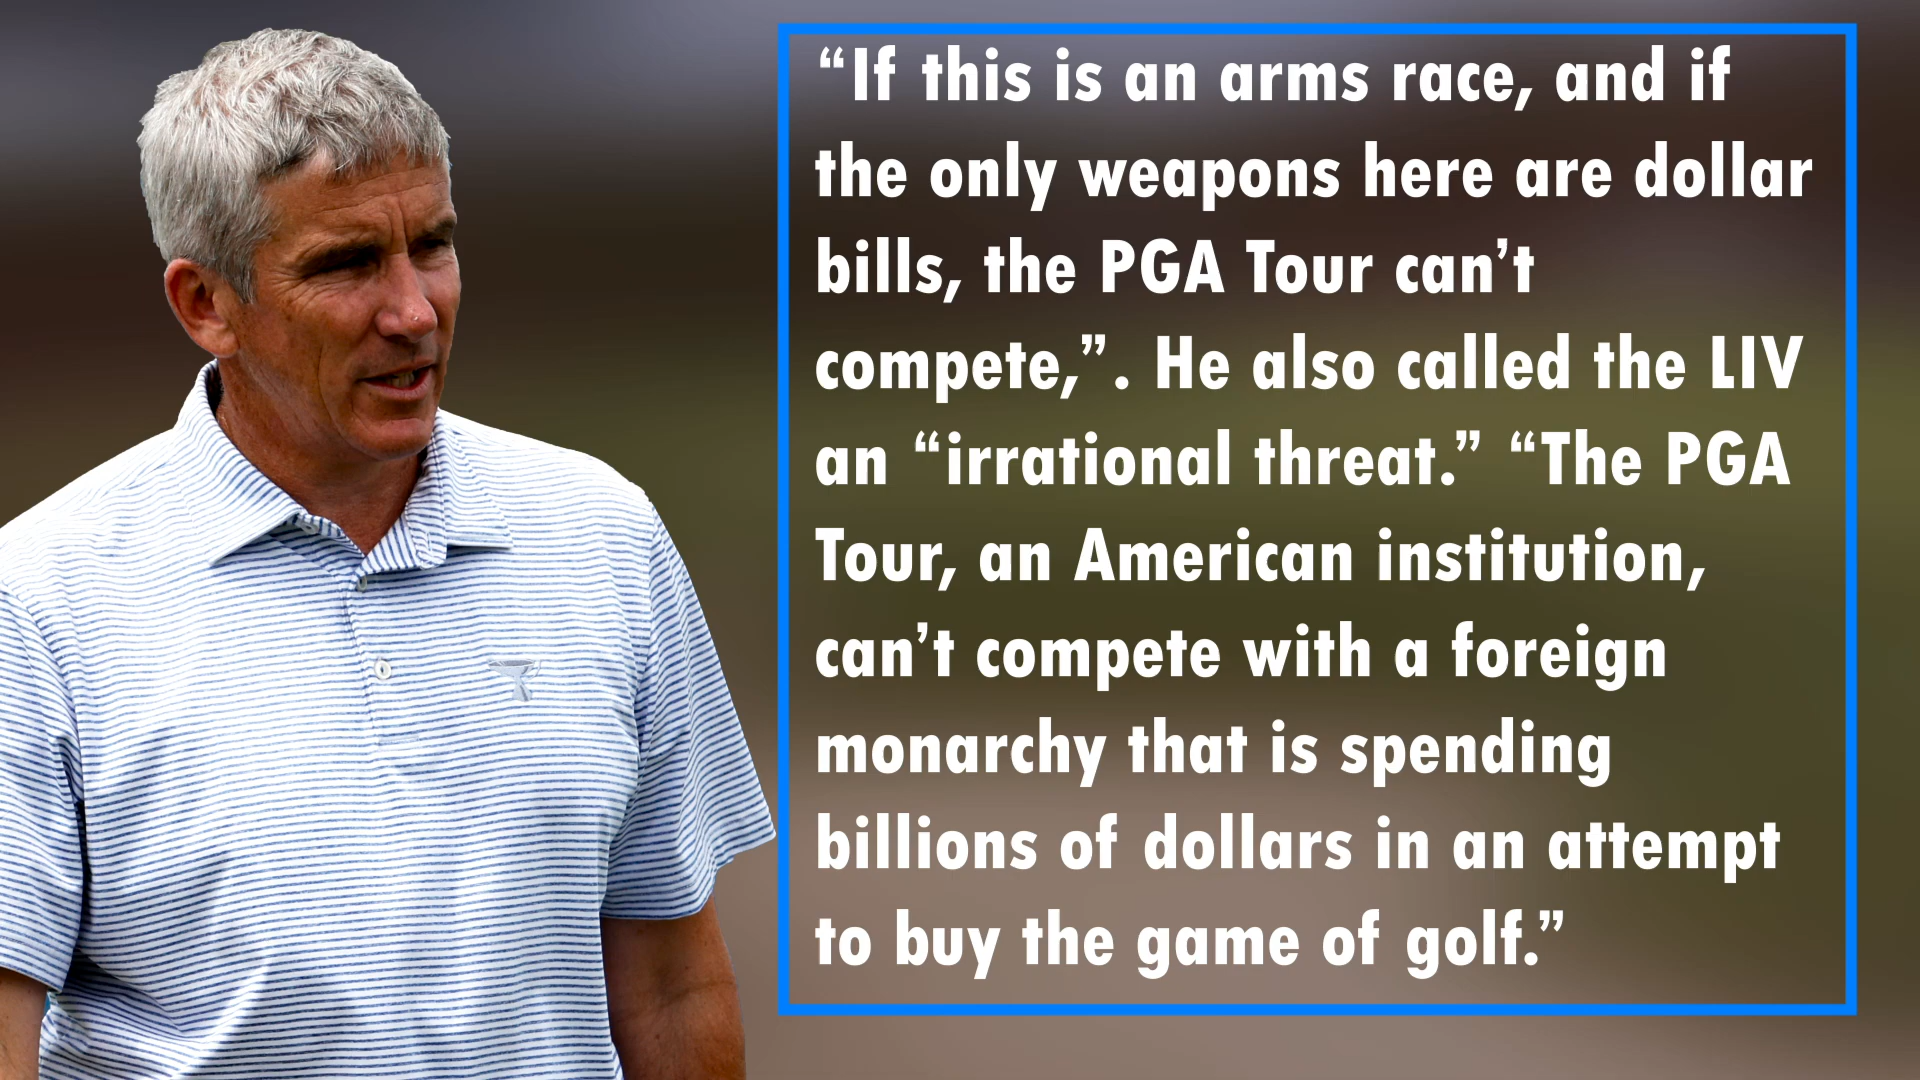 “If this is an arms race, and if
the only weapons here are dollar
bills, the PGA Tour can’t
compete,”. He also called the LIV
an “irrational threat.” “The PGA
Tour, an American institution,
can’t compete with a foreign
monarchy that is spending
billions of dollars in an attempt
to buy the game of golf.”